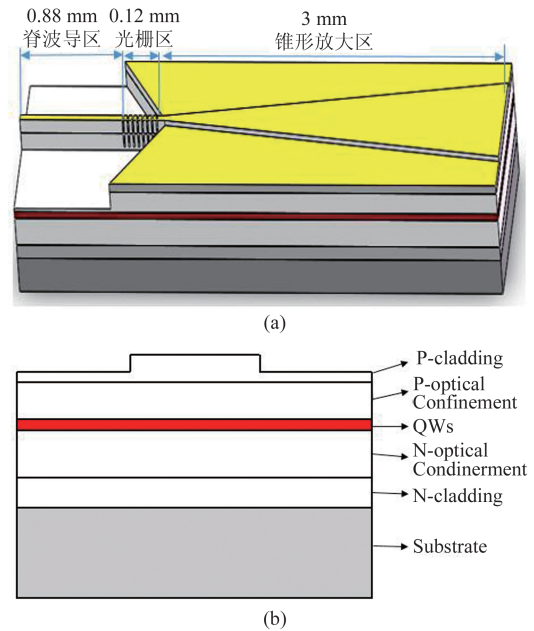 0.88 mm 0.12 mm 3 mm
脊波导区 光栅区 锥形放大区
(a)
P-cladding
P-optical
Confinement
QWs
N-optical
Condinerment
N-cladding
Substrate
(b)